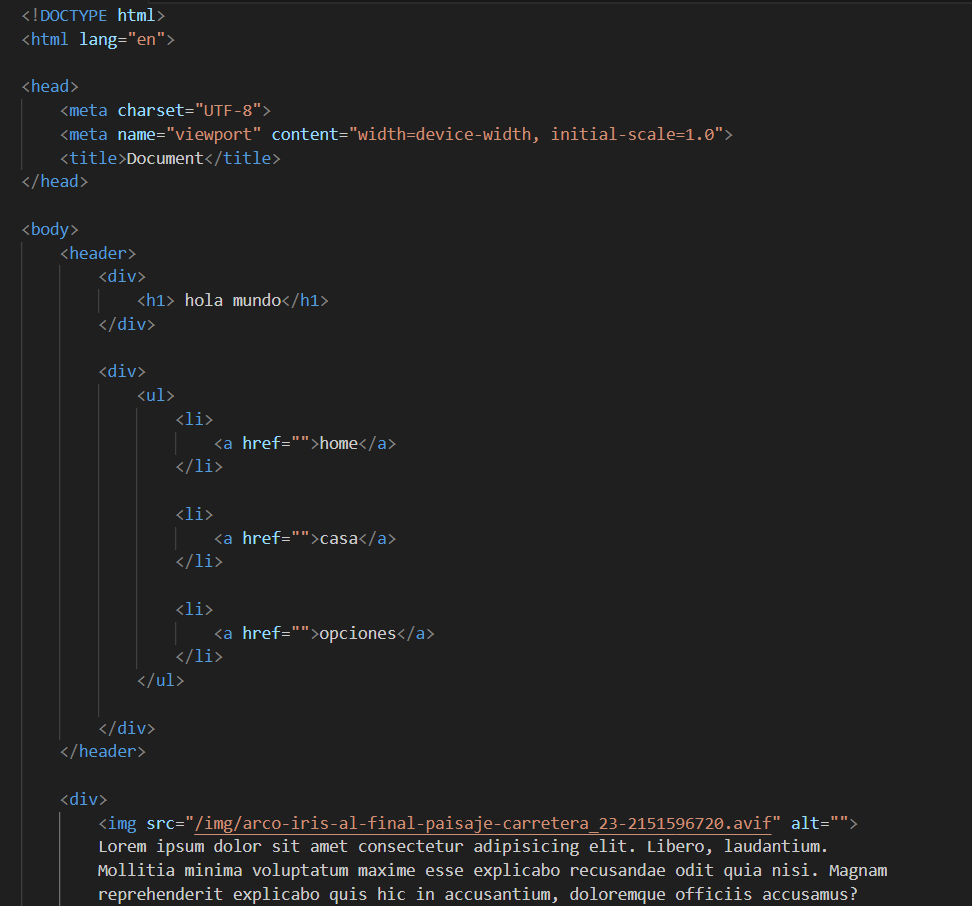 <!DOCTYPE html>
<html lang="en">
<head>
<meta charset="UTF-8">
<meta name="viewport" content="width=device-width, initial-scale=1.0">
<title>Document</title>
</head>
<body>
<header>
<div>
<h1> hola mundo</h1>
</div>
<div>
<ul>
<li>
<a href="">home</a>
</li>
<li>
<a href="">casa</a>
</li>
<li>
<a href="">opciones</a>
</li>
</ul>
</div>
</header>
<div>
<img src="/img/arco-iris-al-final-paisaje-carretera_23-2151596720.avif" alt="">
Lorem ipsum dolor sit amet consectetur adipisicing elit. Libero, laudantium.
Mollitia minima voluptatum maxime esse explicabo recusandae odit quia nisi. Magnam
reprehenderit explicabo quis hic in accusantium, doloremque officiis accusamus?